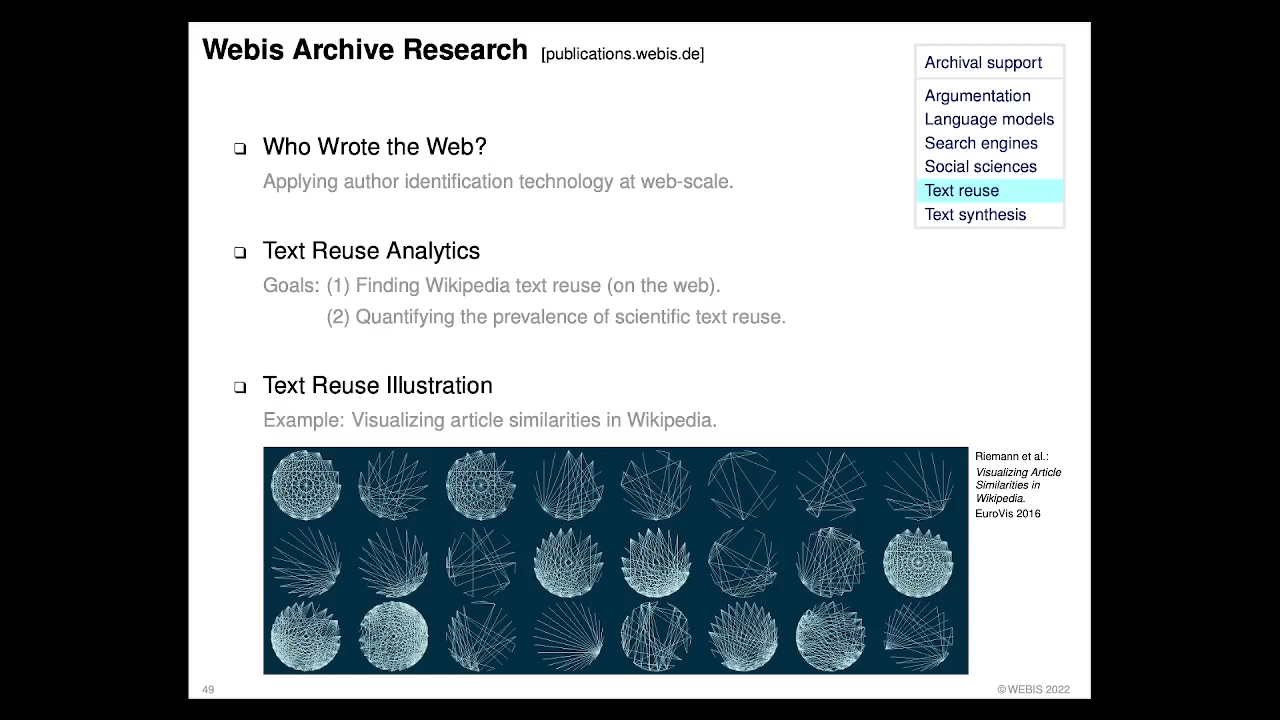 Webis Archive Research [publications.webis.de]
Archival support
Argumentation
Language models
Search engines
Social sciences
Text reuse
Text synthesis
❑ Who Wrote the Web?
Applying author identification technology at web-scale.
❑ Text Reuse Analytics
Goals: (1) Finding Wikipedia text reuse (on the web).
(2) Quantifying the prevalence of scientific text reuse.
❑ Text Reuse Illustration
Example: Visualizing article similarities in Wikipedia.
Riemann et al.:
Visualizing Article
Similarities in
Wikipedia.
EuroVis 2016
49
© WEBIS 2022